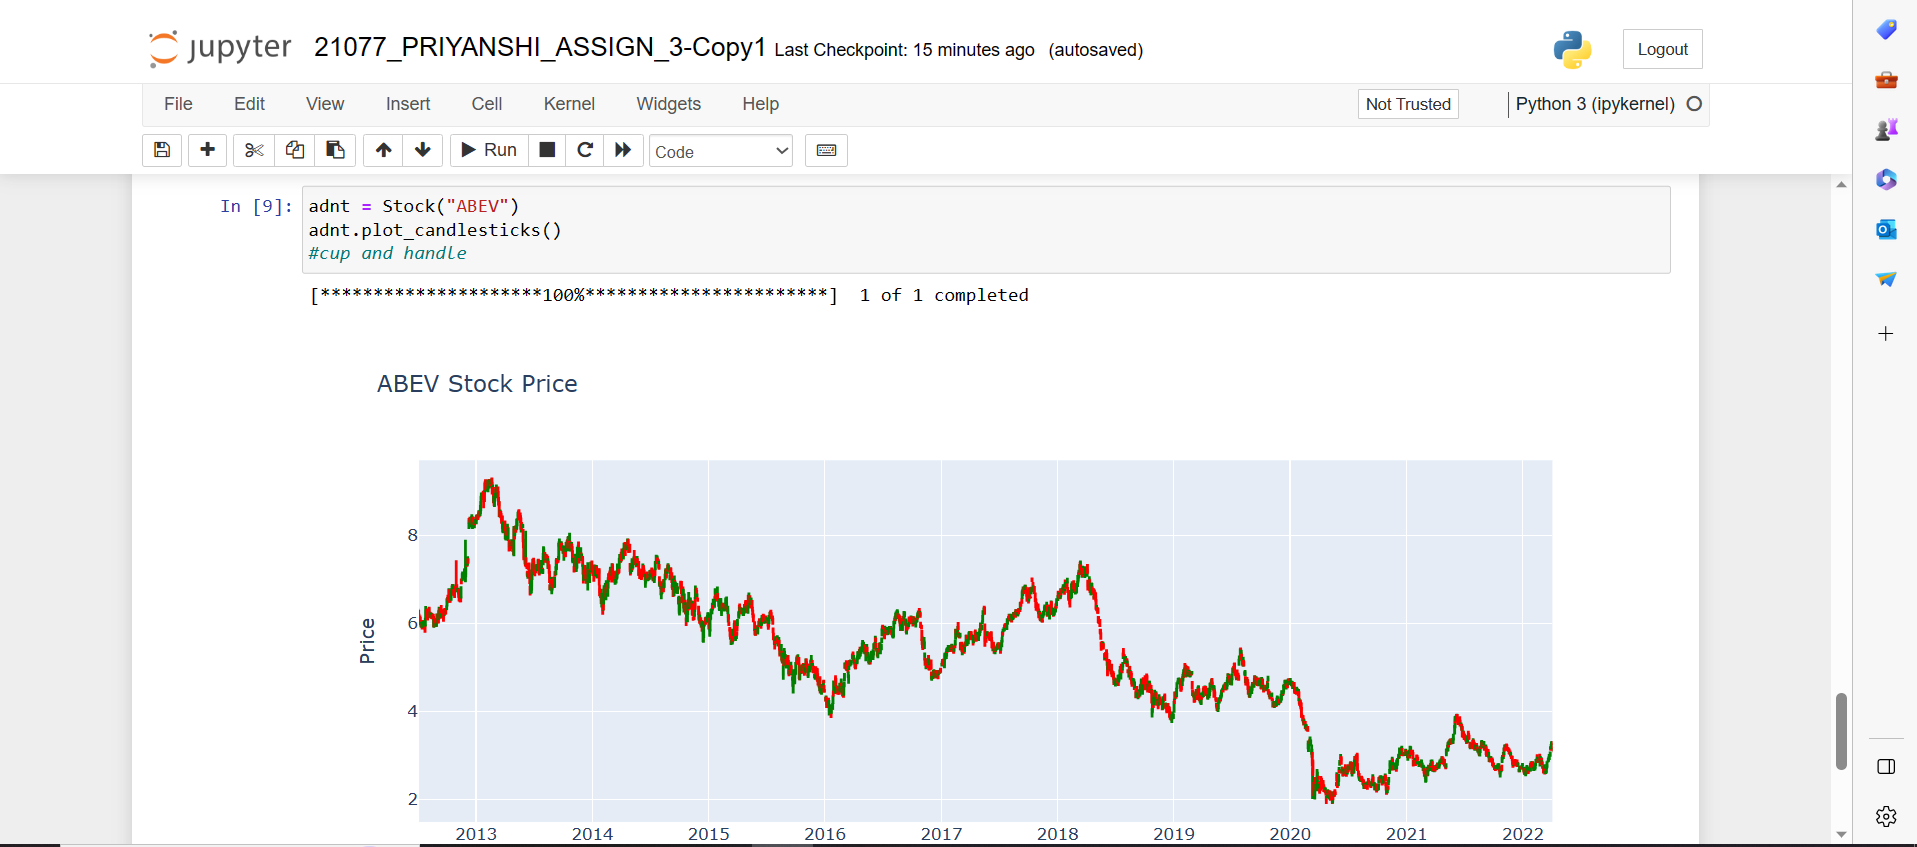 jupyter 21077_PRIYANSHI_ASSIGN_3-Copy1 Last Checkpoint: 15 minutes ago (autosaved)
Logout
File Edit View Insert Cell Kernel Widgets Help
Not Trusted
Python 3 (ipykernel)
Run
Code
In [9]:
adnt = Stock("ABEV")
adnt.plot_candlesticks()
#cup and handle
[*********************100%***********************]  1 of 1 completed
ABEV Stock Price
8
6
4
2
Price
2013 2014 2015 2016 2017 2018 2019 2020 2021 2022